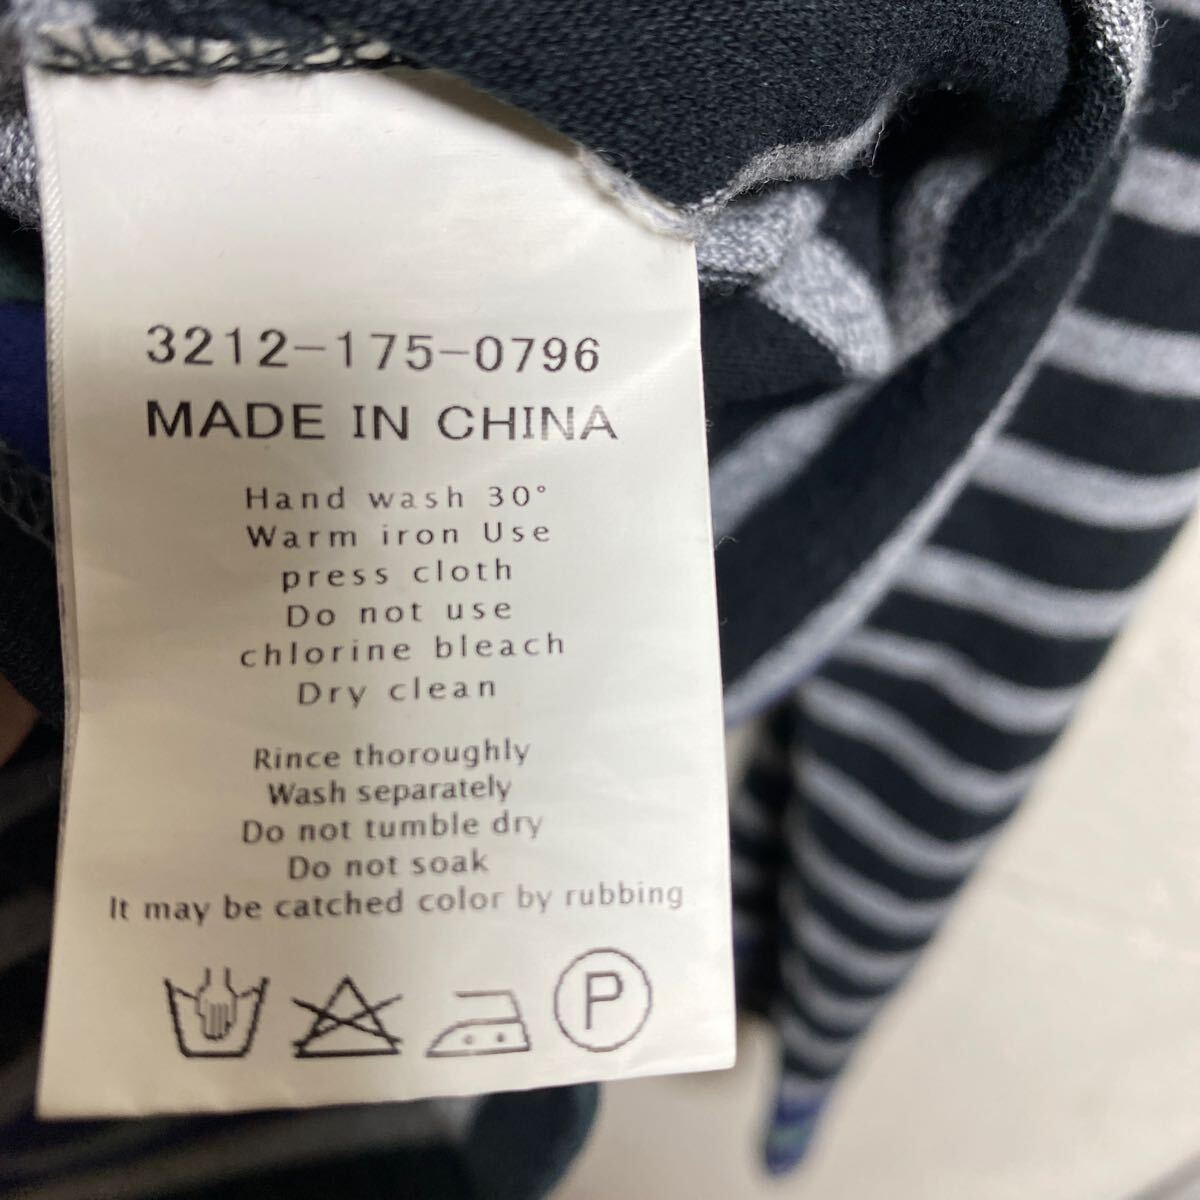 3212-175-0796
MADE IN CHINA
Hand wash 30°
Warm iron Use
press cloth
Do not use
chlorine bleach
Dry clean
Rince thoroughly
Wash separately
Do not tumble dry
Do not soak
It may be catched color by rubbing
P